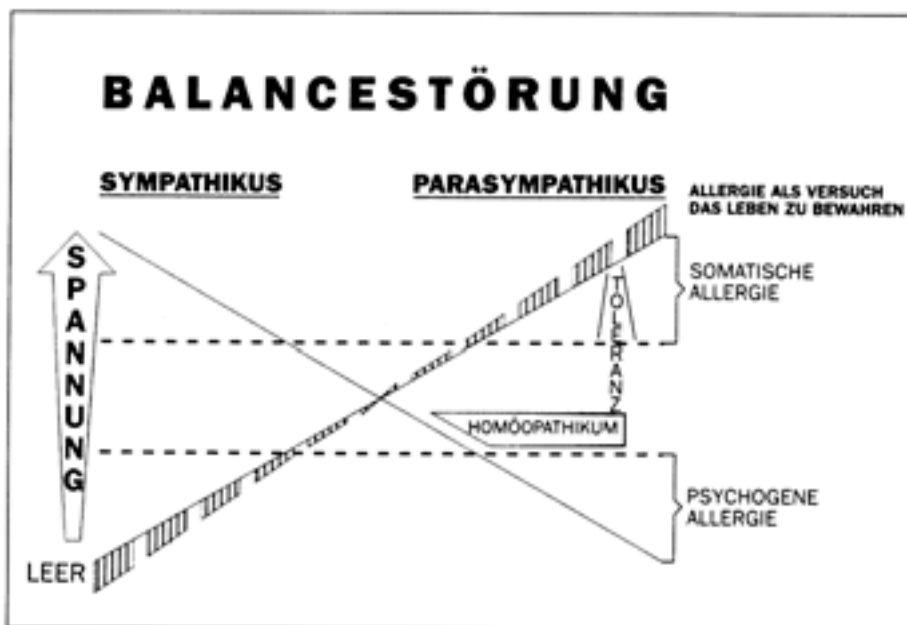 BALANCESTÖRUNG
SYMPATHIKUS
PARASYMPATHIKUS
ALLERGIE ALS VERSUCH
DAS LEBEN ZU BEWAHREN
SPANNUNG
SOMATISCHE
ALLERGIE
TOLERANZ
HOMÖOPATHIKUM
PSYCHOGENE
ALLERGIE
LEER